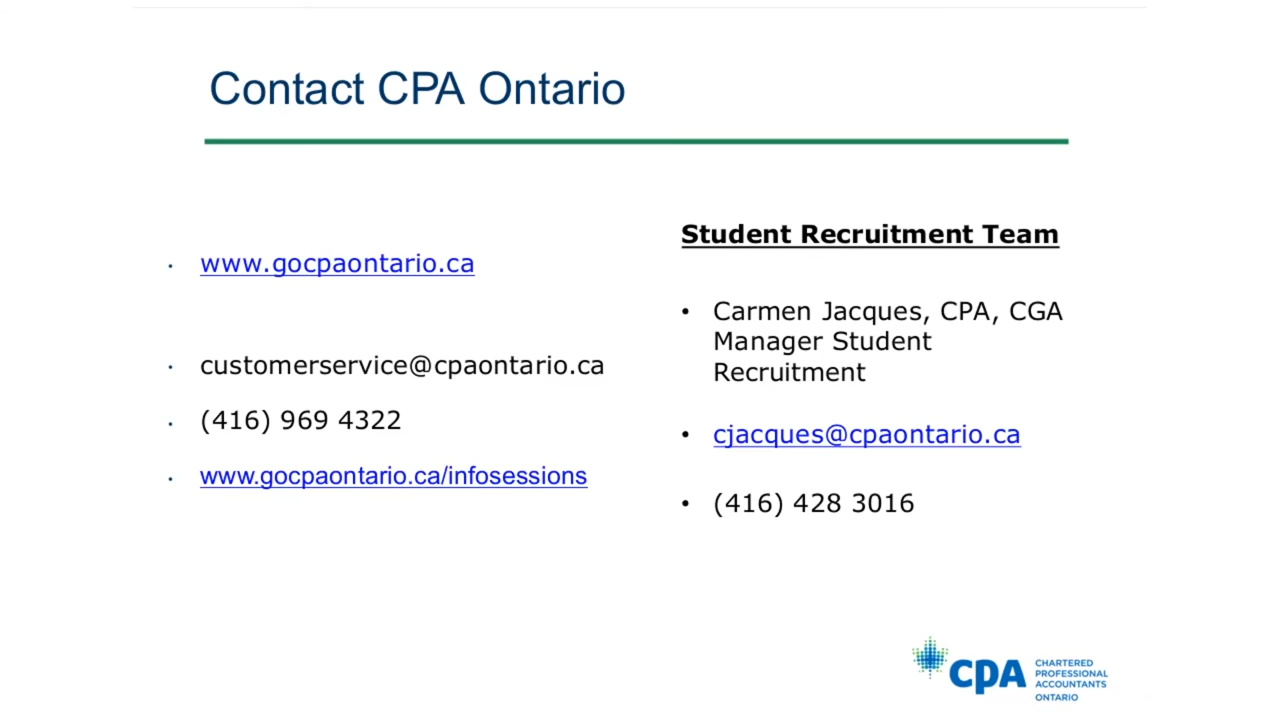 Contact CPA Ontario
• www.gocpaontario.ca
• customerservice@cpaontario.ca
• (416) 969 4322
• www.gocpaontario.ca/infosessions
Student Recruitment Team
• Carmen Jacques, CPA, CGA
Manager Student
Recruitment
• cjacques@cpaontario.ca
• (416) 428 3016
CPA
CHARTERED
PROFESSIONAL
ACCOUNTANTS
ONTARIO